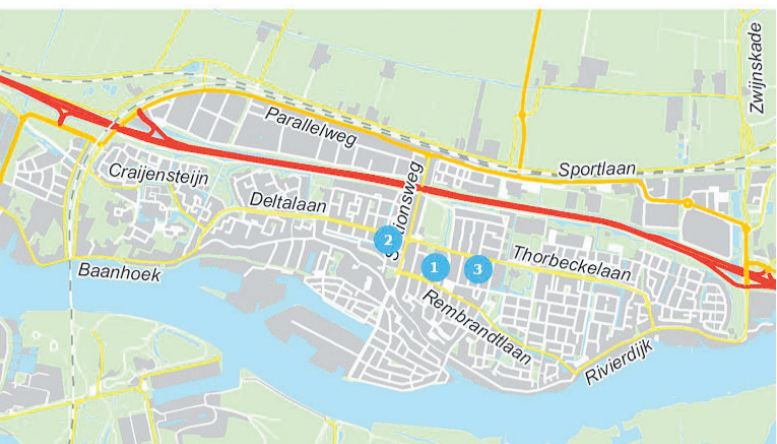 Zwijnskade
Parallelweg
Sportlaan
Craijensteijn
Deltalaan
2
Baanhoek
1
3
Thorbeckelaan
Rembrandtlaan
Rivierdijk